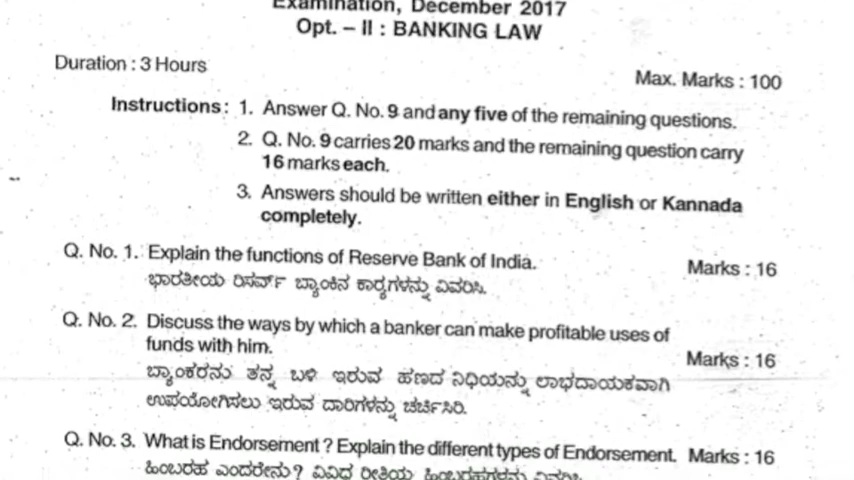 Examination, December 2017
Opt. – II : BANKING LAW
Duration : 3 Hours
Max. Marks : 100
Instructions : 1. Answer Q. No. 9 and any five of the remaining questions.
2. Q. No. 9 carries 20 marks and the remaining question carry
16 marks each.
3. Answers should be written either in English or Kannada
completely.
Q. No. 1. Explain the functions of Reserve Bank of India.
Marks : 16
ಭಾರತೀಯ ರಿಸರ್ವ್ ಬ್ಯಾಂಕಿನ ಕಾರ್ಯಗಳನ್ನು ವಿವರಿಸಿ.
Q. No. 2. Discuss the ways by which a banker can make profitable uses of
funds with him.
Marks : 16
ಬ್ಯಾಂಕರನು ತನ್ನ ಬಳಿ ಇರುವ ಹಣದ ನಿಧಿಯನ್ನು ಲಾಭದಾಯಕವಾಗಿ
ಉಪಯೋಗಿಸಲು ಇರುವ ದಾರಿಗಳನ್ನು ಚರ್ಚಿಸಿರಿ.
Q. No. 3. What is Endorsement ? Explain the different types of Endorsement. Marks : 16
ಹಿಂಬರಹ ಎಂದರೇನು ? ವಿವಿಧ ರೀತಿಯ ಹಿಂಬರಹಗಳನ್ನು ವಿವರಿಸಿ.